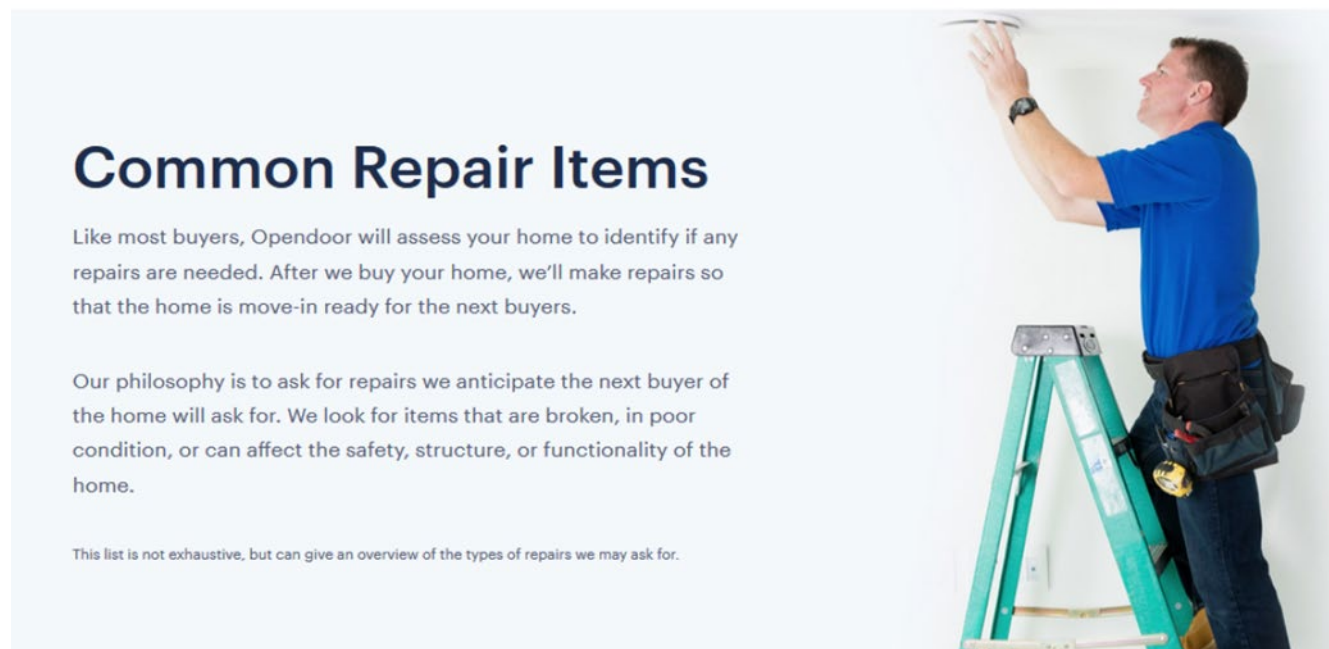 Common Repair Items
Like most buyers, Opendoor will assess your home to identify if any
repairs are needed. After we buy your home, we’ll make repairs so
that the home is move-in ready for the next buyers.
Our philosophy is to ask for repairs we anticipate the next buyer of
the home will ask for. We look for items that are broken, in poor
condition, or can affect the safety, structure, or functionality of the
home.
This list is not exhaustive, but can give an overview of the types of repairs we may ask for.